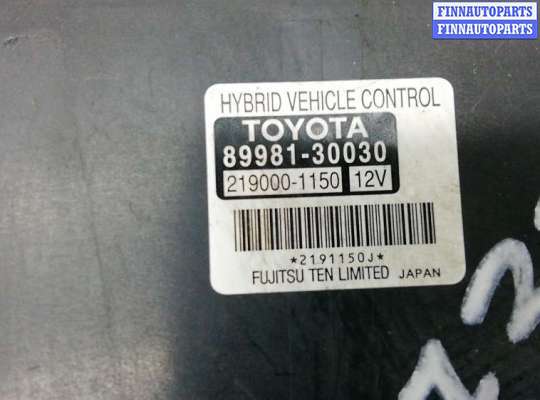 FINNAUTOPARTS
FINNAUTOPARTS
HYBRID VEHICLE CONTROL
TOYOTA
89981-30030
219000-1150 12V
*2191150J*
FUJITSU TEN LIMITED JAPAN